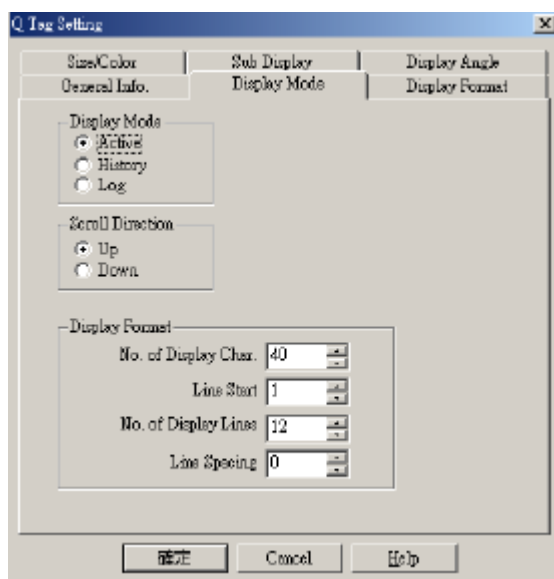 Q Tag Setting
Size/Color Sub Display Display Angle
General Info. Display Mode Display Format
Display Mode
Active
History
Log
Scroll Direction
Up
Down
Display Format
No. of Display Char. 40
Line Start 1
No. of Display Lines 12
Line Spacing 0
確定 Cancel Help